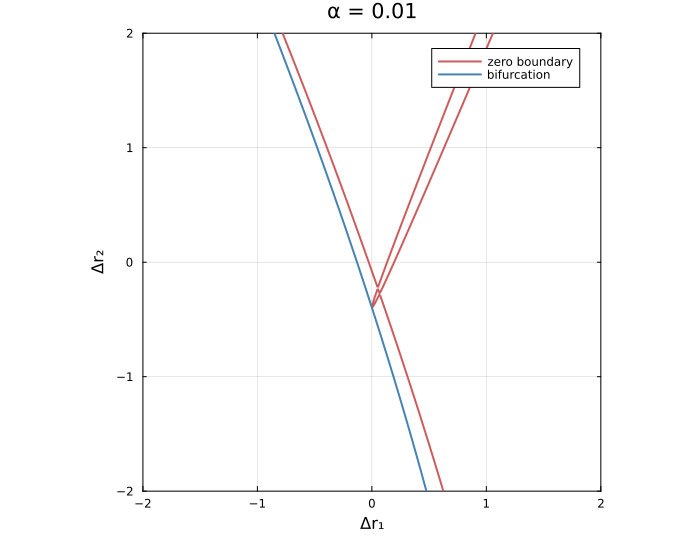 α = 0.01
zero boundary
bifurcation
2
1
0
−1
−2
Δr₂
−2
−1
0
1
2
Δr₁